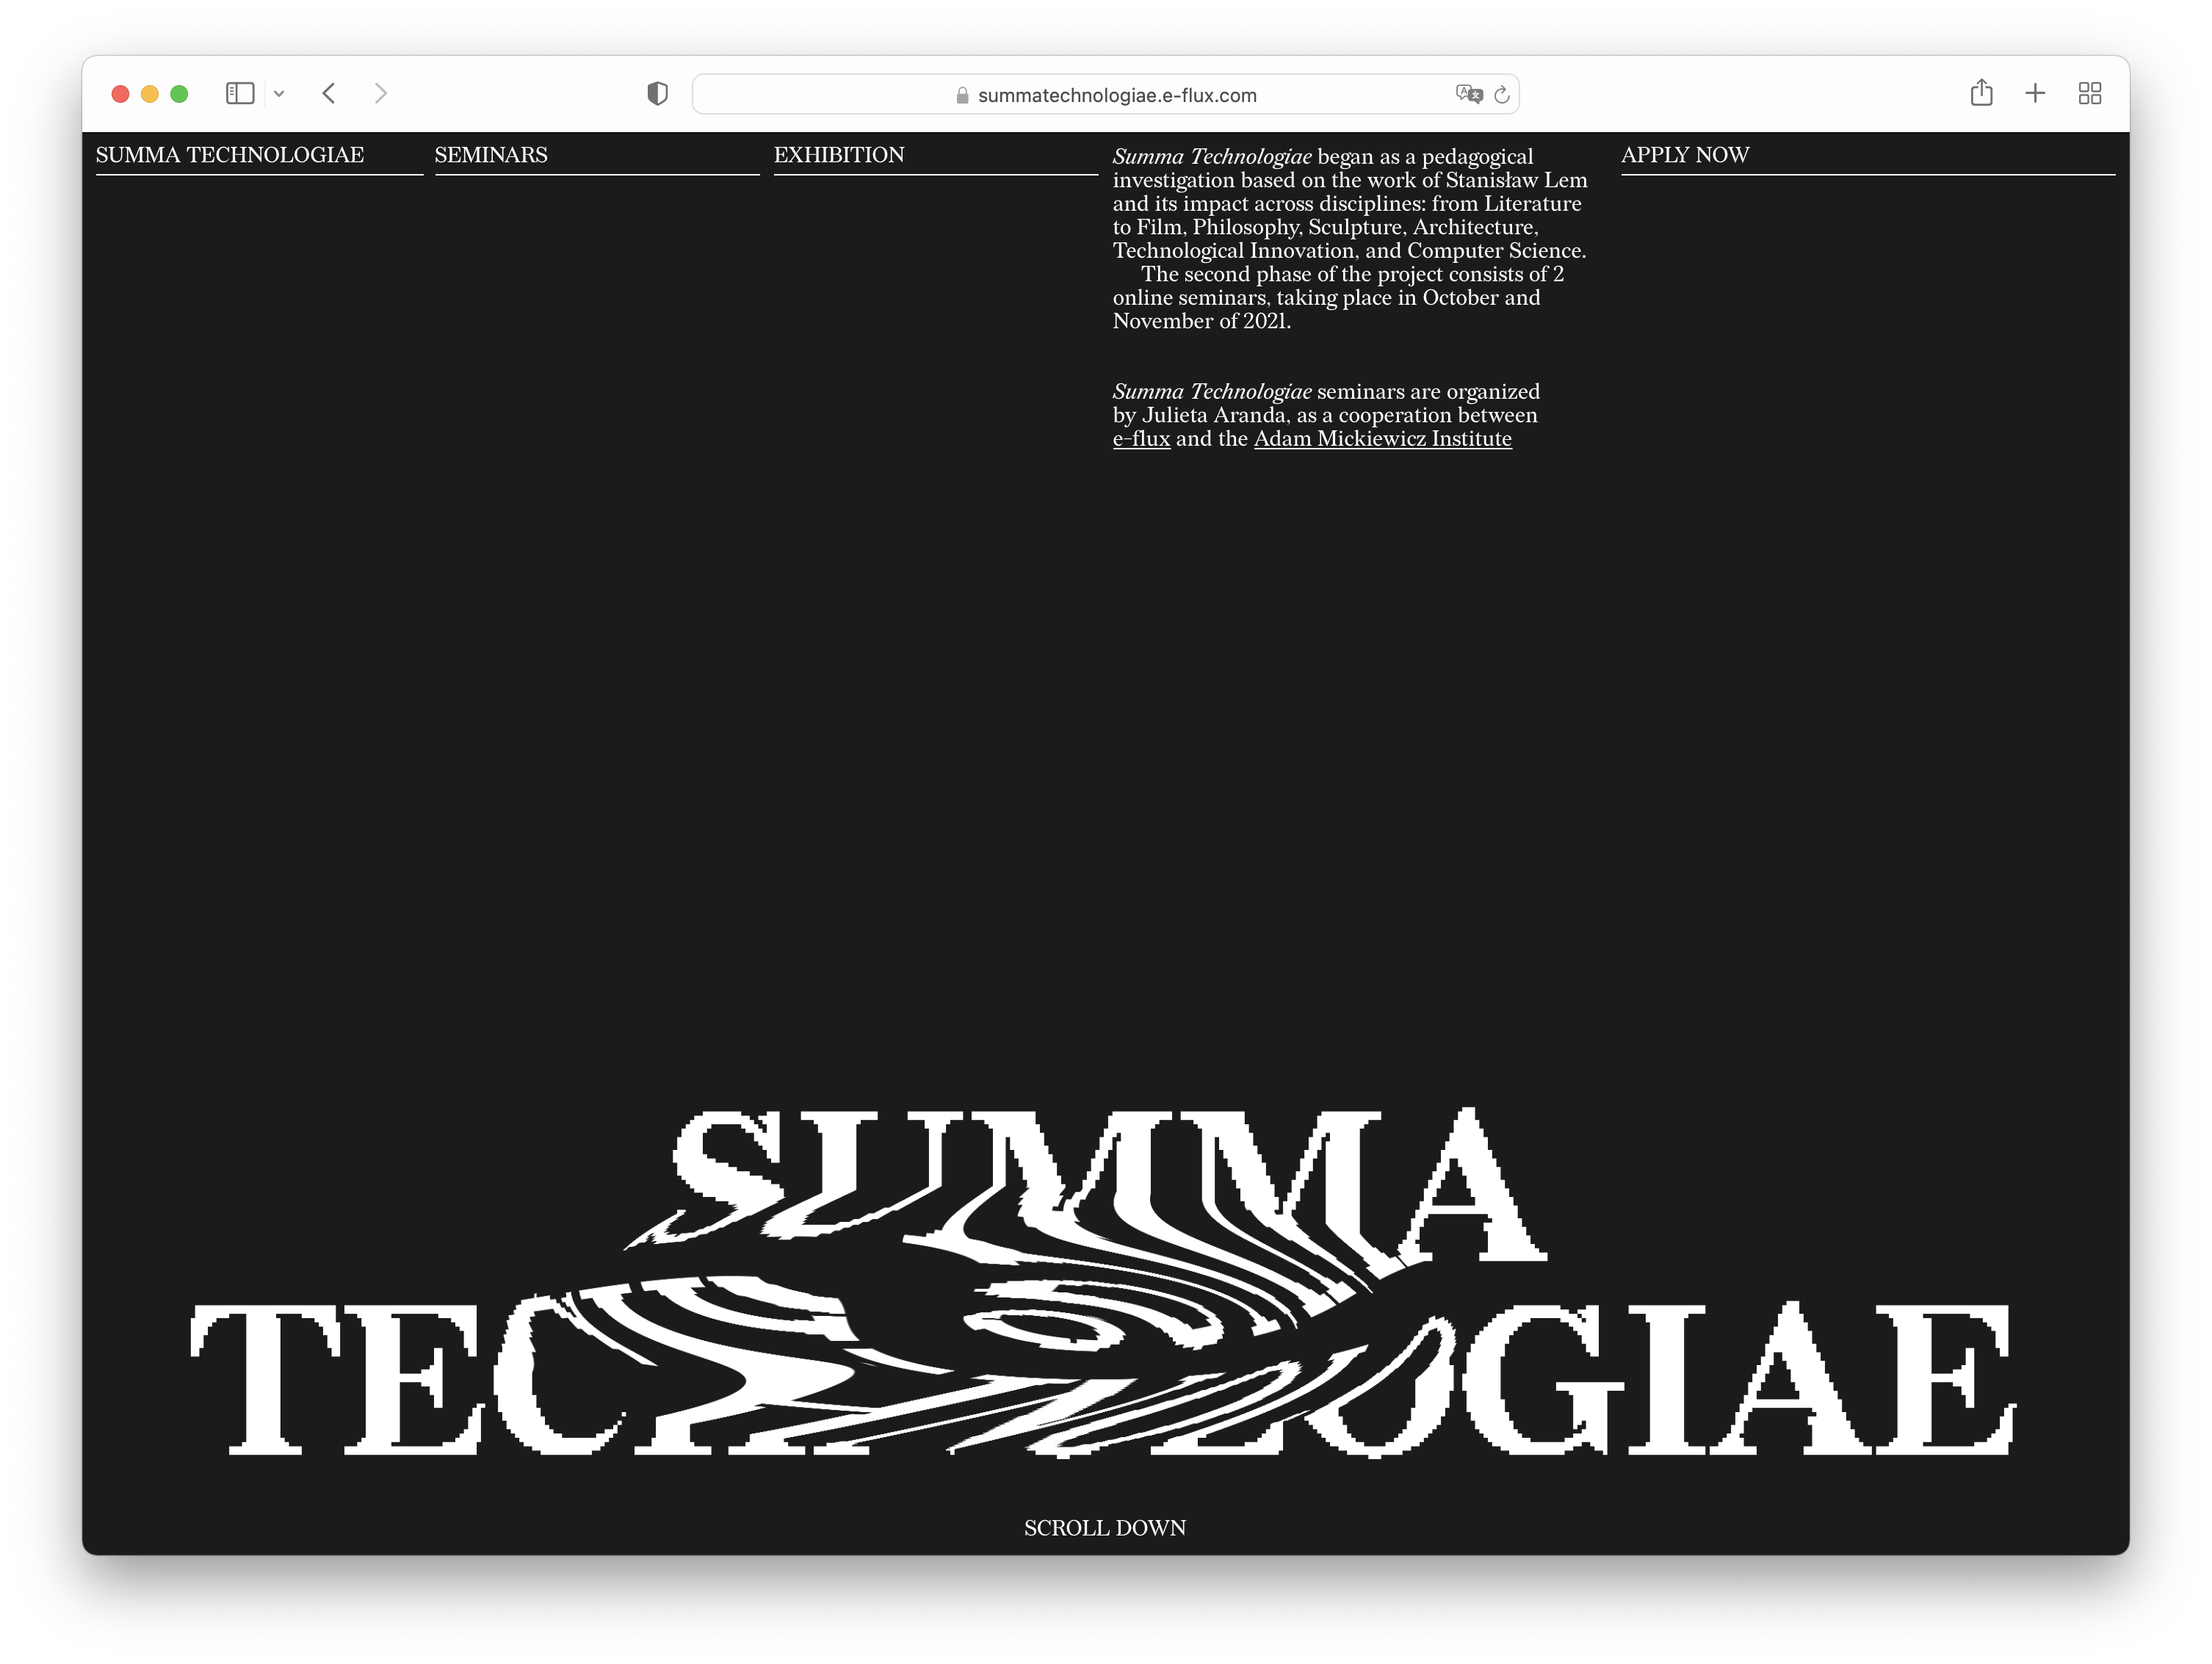 summatechnologiae.e-flux.com
SUMMA TECHNOLOGIAE
SEMINARS
EXHIBITION
Summa Technologiae began as a pedagogical
investigation based on the work of Stanisław Lem
and its impact across disciplines: from Literature
to Film, Philosophy, Sculpture, Architecture,
Technological Innovation, and Computer Science.
The second phase of the project consists of 2
online seminars, taking place in October and
November of 2021.
Summa Technologiae seminars are organized
by Julieta Aranda, as a cooperation between
e-flux and the Adam Mickiewicz Institute
APPLY NOW
SUMMA
TECHNOLOGIAE
SCROLL DOWN